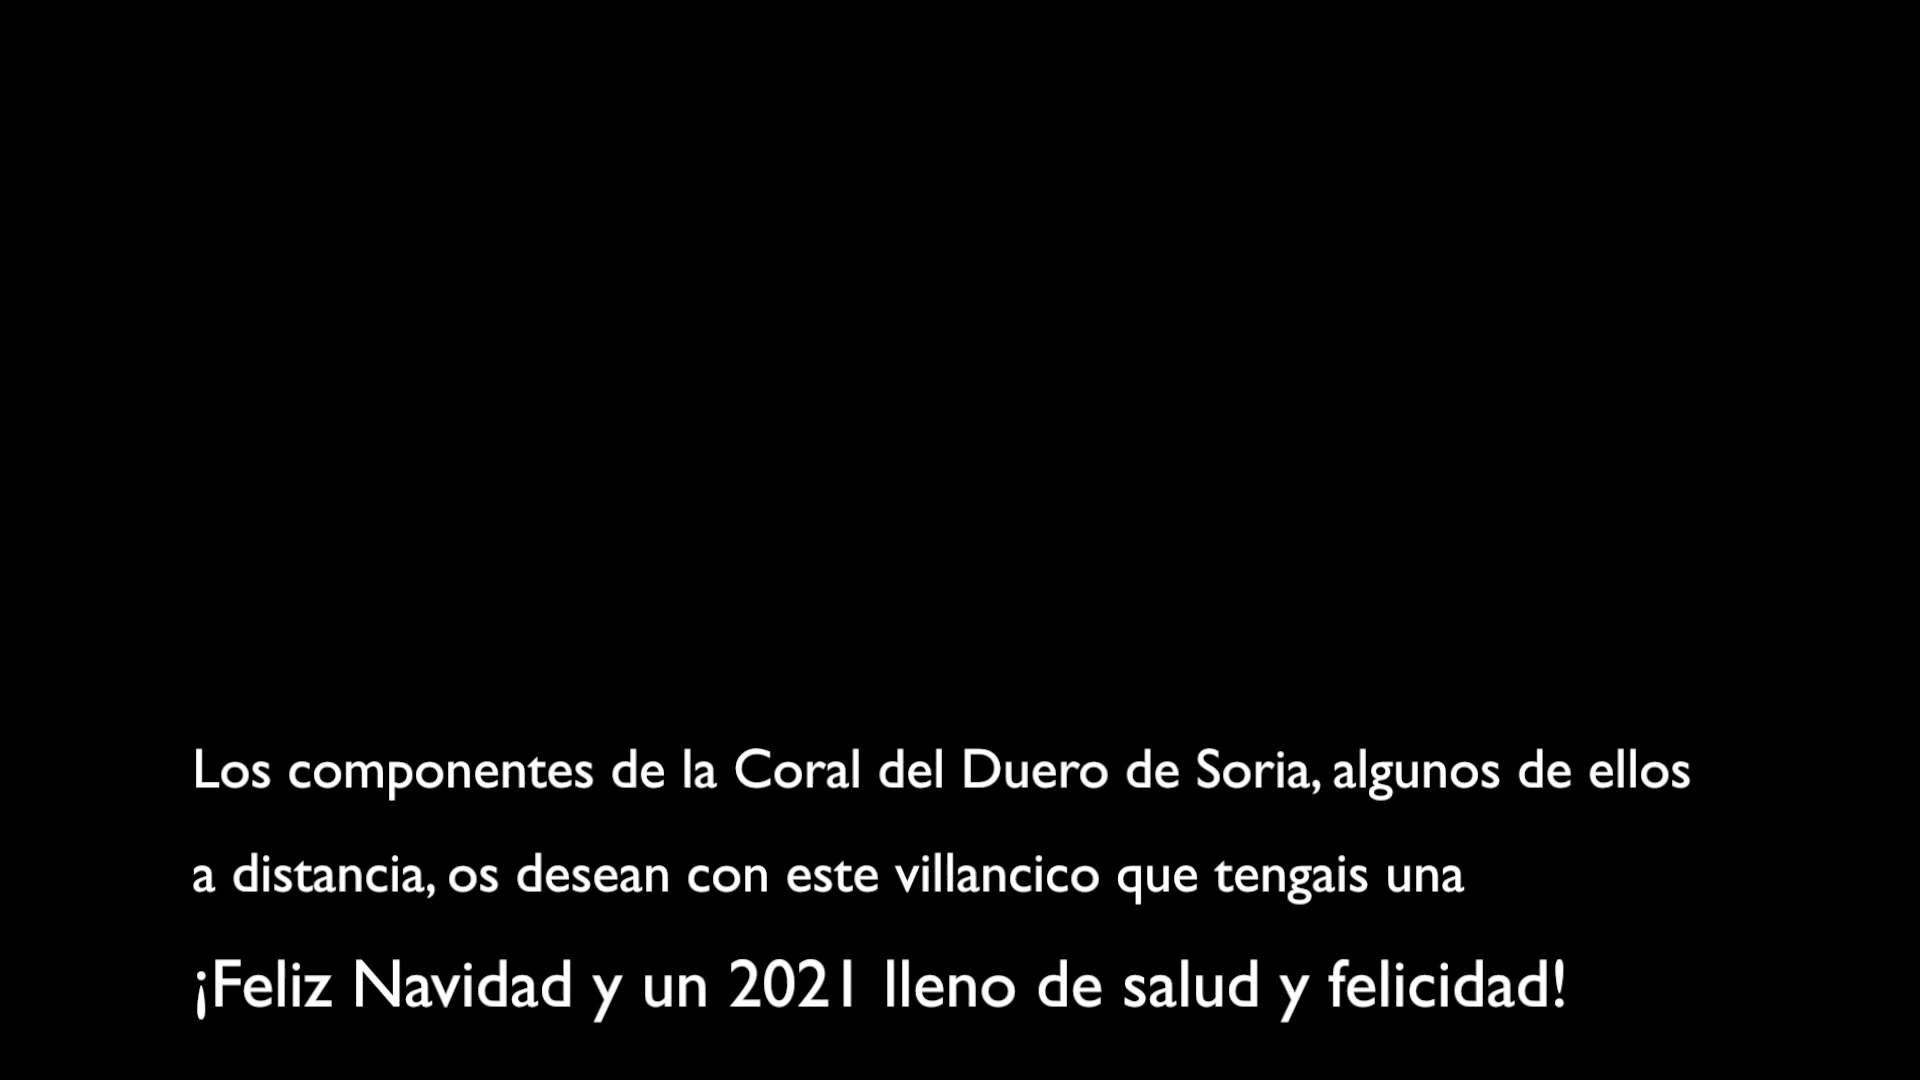 Los componentes de la Coral del Duero de Soria, algunos de ellos
a distancia, os desean con este villancico que tengais una
¡Feliz Navidad y un 2021 lleno de salud y felicidad!